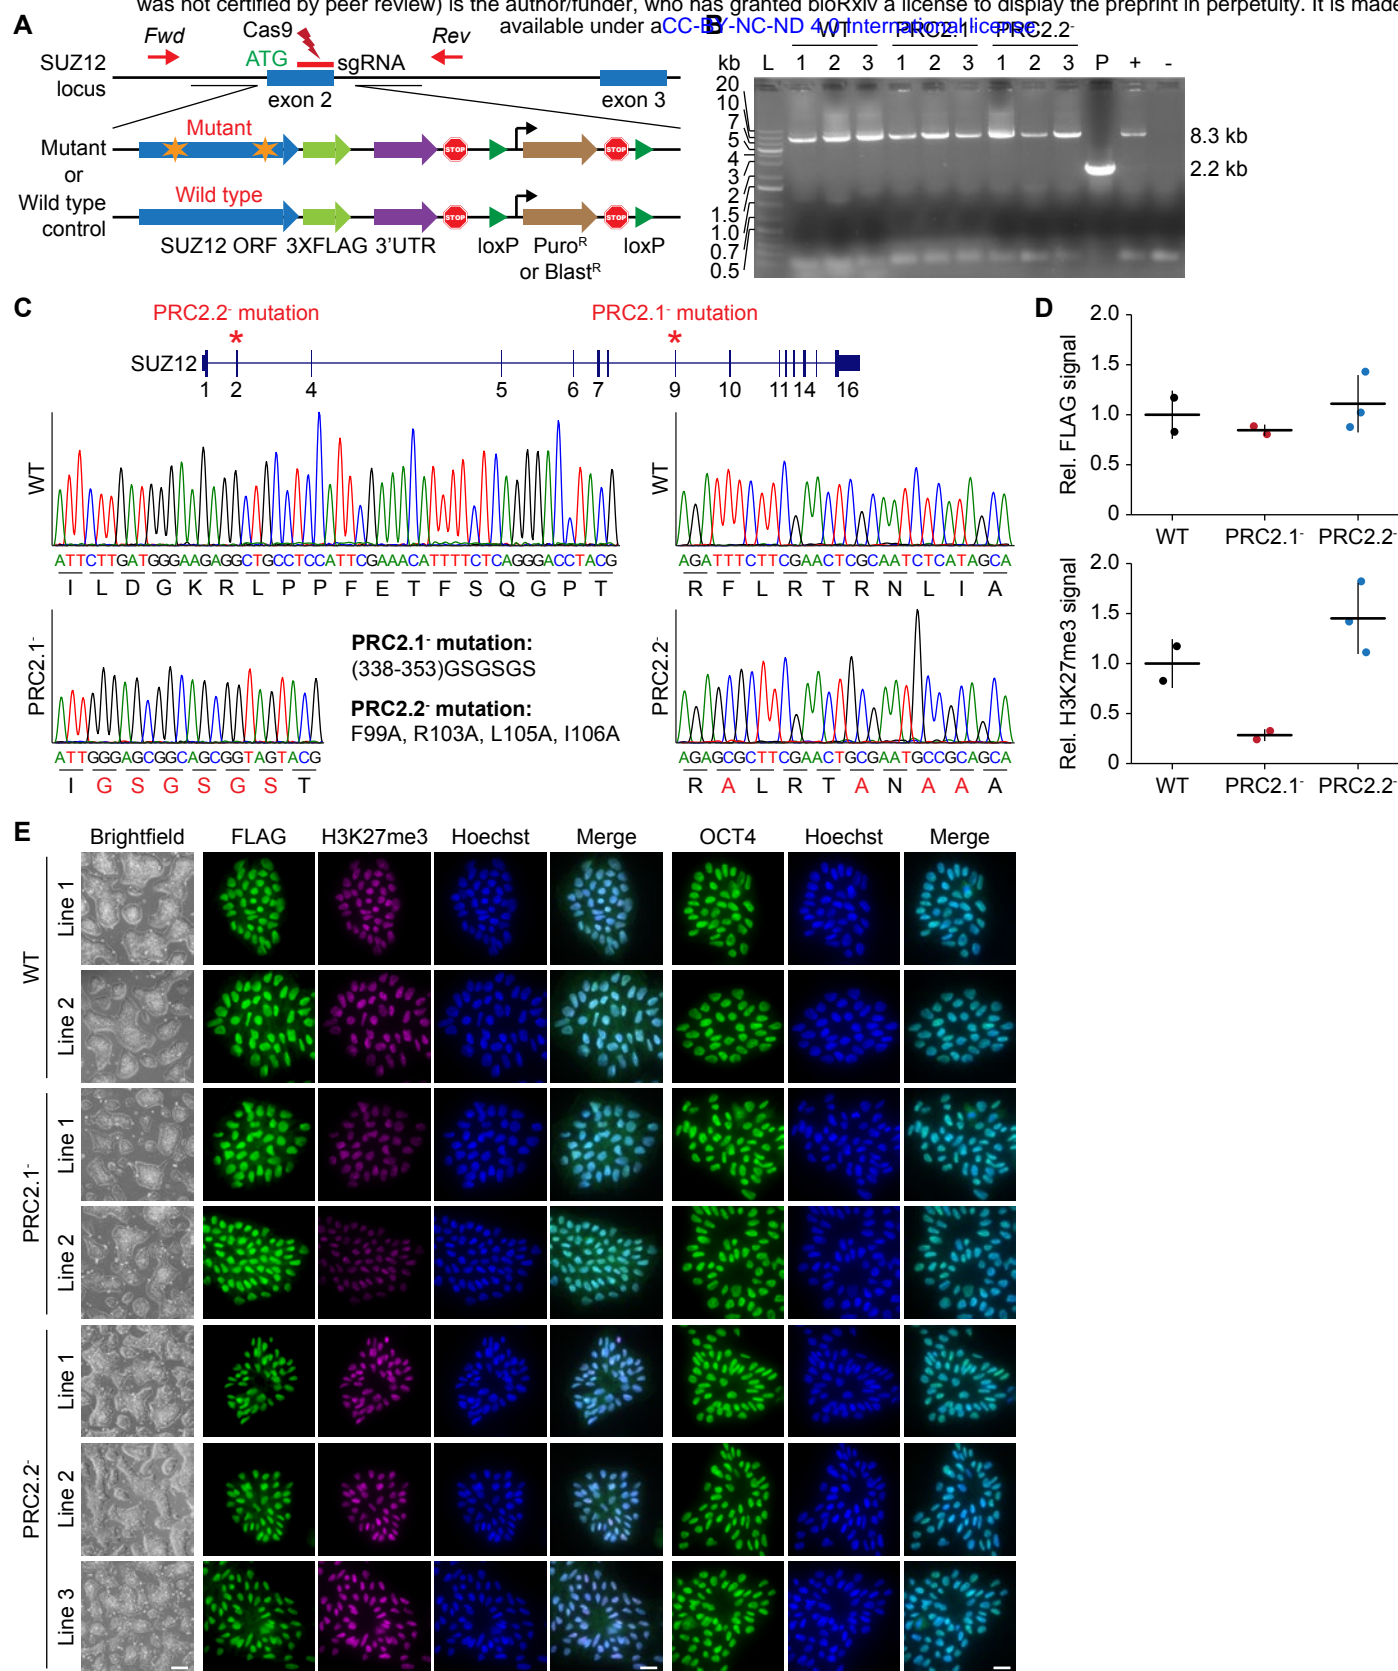 was not certified by peer review) is the author/funder, who has granted bioRxiv a license to display the preprint in perpetuity. It is made
available under aCC-BY-NC-ND 4.0 International license.
A
Fwd
Cas9
Rev
ATG
sgRNA
SUZ12
locus
exon 2
exon 3
Mutant
Mutant
or
Wild type
control
Wild type
STOP
STOP
STOP
STOP
SUZ12 ORF
3XFLAG
3'UTR
loxP
Puroᴿ
or Blastᴿ
loxP
B
WT
PRC2.1⁻
PRC2.2⁻
kb L 1 2 3 1 2 3 1 2 3 P + -
20
10
7
5
4
3
2
1.5
1.0
0.7
0.5
8.3 kb
2.2 kb
C
PRC2.2⁻ mutation
PRC2.1⁻ mutation
*
*
SUZ12
1 2 4 5 6 7 9 10 11 14 16
WT
ATTCTTGATGGGAAGAGGCTGCCTCCATTCGAAACATTTTCTCAGGGACCTACG
I L D G K R L P P F E T F S Q G P T
WT
AGATTTCTTCGAACTCGCAATCTCATAGCA
R F L R T R N L I A
PRC2.1⁻
ATTGGGAGCGGCAGCGGTAGTACG
I G S G S G S T
PRC2.1⁻ mutation:
(338-353)GSGSGS
PRC2.2⁻ mutation:
F99A, R103A, L105A, I106A
PRC2.2⁻
AGAGCGCTTCGAACTGCGAATGCCGCAGCA
R A L R T A N A A A
D
Rel. FLAG signal
2.0
1.5
1.0
0.5
0
WT PRC2.1⁻ PRC2.2⁻
Rel. H3K27me3 signal
2.0
1.5
1.0
0.5
0
WT PRC2.1⁻ PRC2.2⁻
E
Brightfield FLAG H3K27me3 Hoechst Merge OCT4 Hoechst Merge
WT
Line 1
Line 2
PRC2.1⁻
Line 1
Line 2
PRC2.2⁻
Line 1
Line 2
Line 3